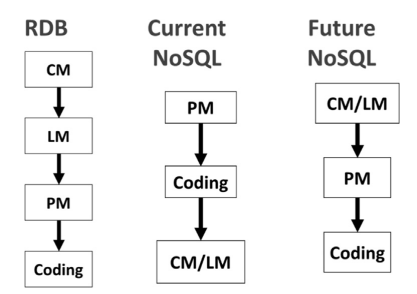 RDB
CM
LM
PM
Coding
Current
NoSQL
PM
Coding
CM/LM
Future
NoSQL
CM/LM
PM
Coding